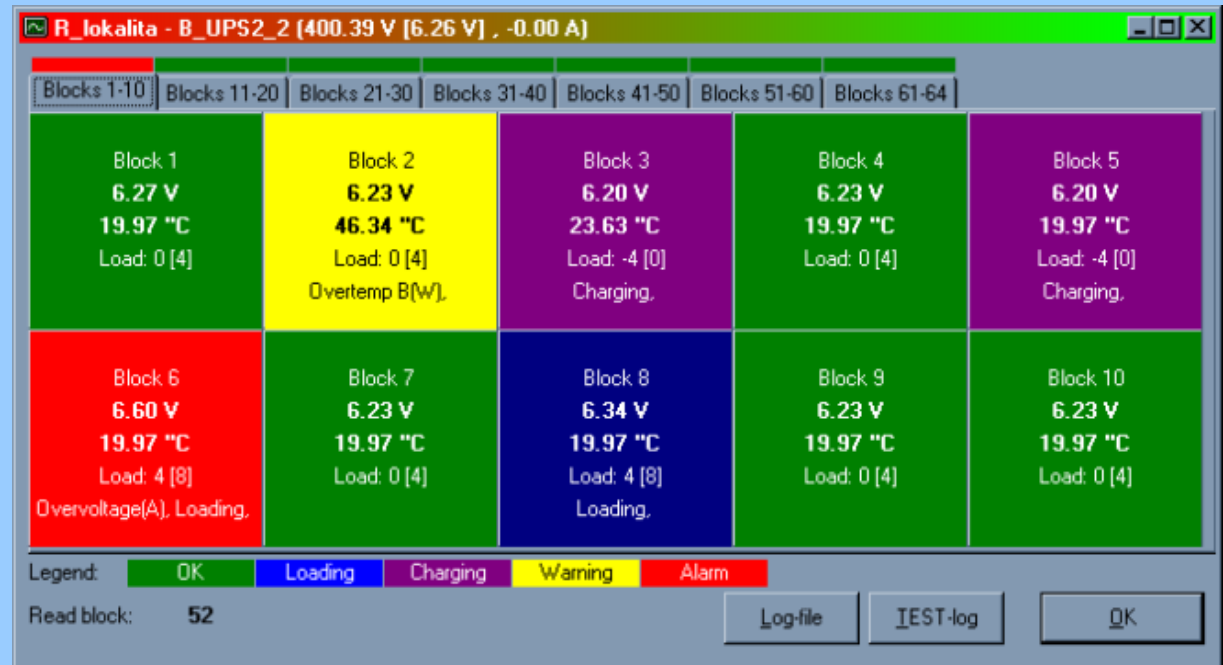 R_lokalita - B_UPS2_2 (400.39 V [6.26 V] , -0.00 A)
Blocks 1-10 Blocks 11-20 Blocks 21-30 Blocks 31-40 Blocks 41-50 Blocks 51-60 Blocks 61-64
Block 1
6.27 V
19.97 "C
Load: 0 [4]
Block 2
6.23 V
46.34 "C
Load: 0 [4]
Overtemp B(W),
Block 3
6.20 V
23.63 "C
Load: -4 [0]
Charging,
Block 4
6.23 V
19.97 "C
Load: 0 [4]
Block 5
6.20 V
19.97 "C
Load: -4 [0]
Charging,
Block 6
6.60 V
19.97 "C
Load: 4 [8]
Overvoltage(A), Loading,
Block 7
6.23 V
19.97 "C
Load: 0 [4]
Block 8
6.34 V
19.97 "C
Load: 4 [8]
Loading,
Block 9
6.23 V
19.97 "C
Load: 0 [4]
Block 10
6.23 V
19.97 "C
Load: 0 [4]
Legend: OK Loading Charging Warning Alarm
Read block: 52 Log-file TEST-log OK